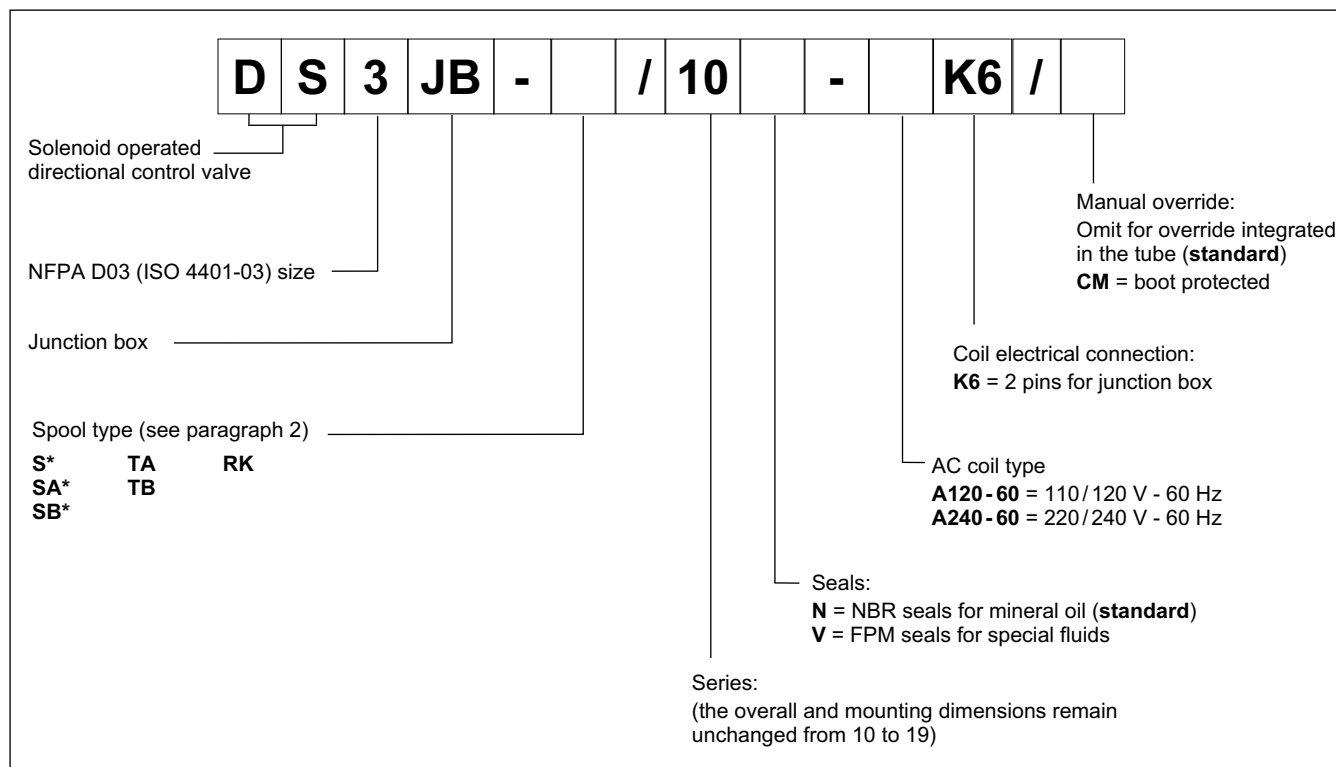 D S 3 JB - / 10 - K6 /
Solenoid operated
directional control valve
NFPA D03 (ISO 4401-03) size
Junction box
Spool type (see paragraph 2)
S* TA RK
SA* TB
SB*
Manual override:
Omit for override integrated
in the tube (standard)
CM = boot protected
Coil electrical connection:
K6 = 2 pins for junction box
AC coil type
A120-60 = 110/120 V - 60 Hz
A240-60 = 220/240 V - 60 Hz
Seals:
N = NBR seals for mineral oil (standard)
V = FPM seals for special fluids
Series:
(the overall and mounting dimensions remain
unchanged from 10 to 19)